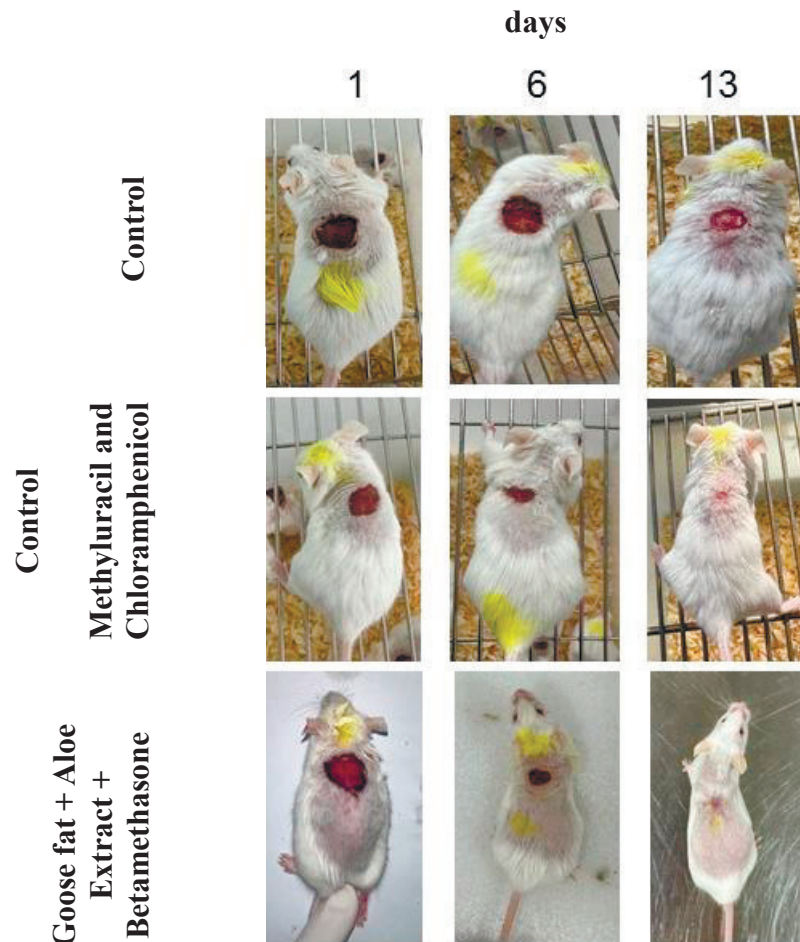 days
1 6 13
Control
Control
Methyluracil and
Chloramphenicol
Goose fat + Aloe
Extract +
Betamethasone